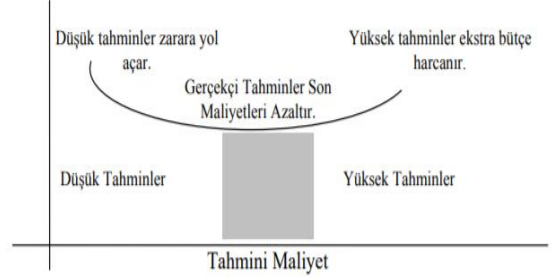 Düşük tahminler zarara yol
açar.
Yüksek tahminler ekstra bütçe
harcanır.
Gerçekçi Tahminler Son
Maliyetleri Azaltır.
Düşük Tahminler
Yüksek Tahminler
Tahmini Maliyet